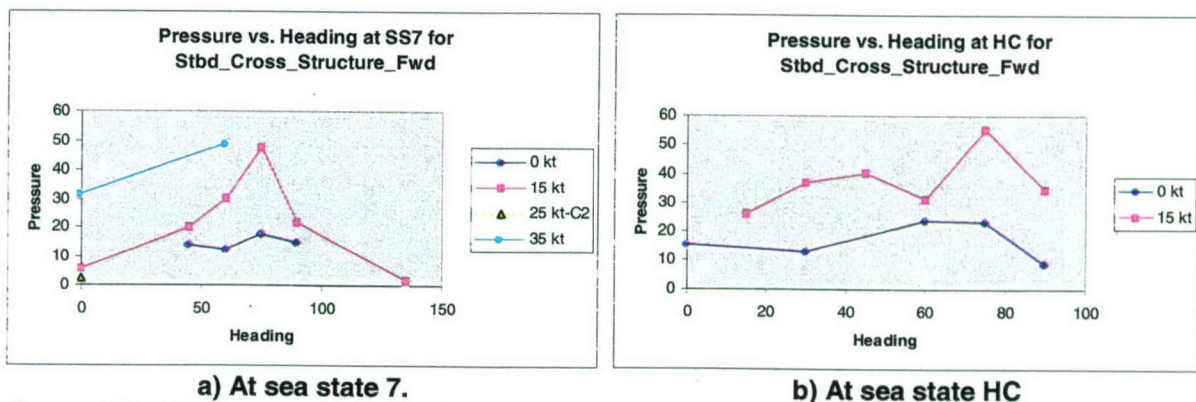 Pressure vs. Heading at SS7 for
Stbd_Cross_Structure_Fwd
60
50
40
30
20
10
0
Pressure
0 50 100 150
Heading
0 kt
15 kt
25 kt-C2
35 kt
a) At sea state 7.
Pressure vs. Heading at HC for
Stbd_Cross_Structure_Fwd
60
50
40
30
20
10
0
Pressure
0 20 40 60 80 100
Heading
0 kt
15 kt
b) At sea state HC